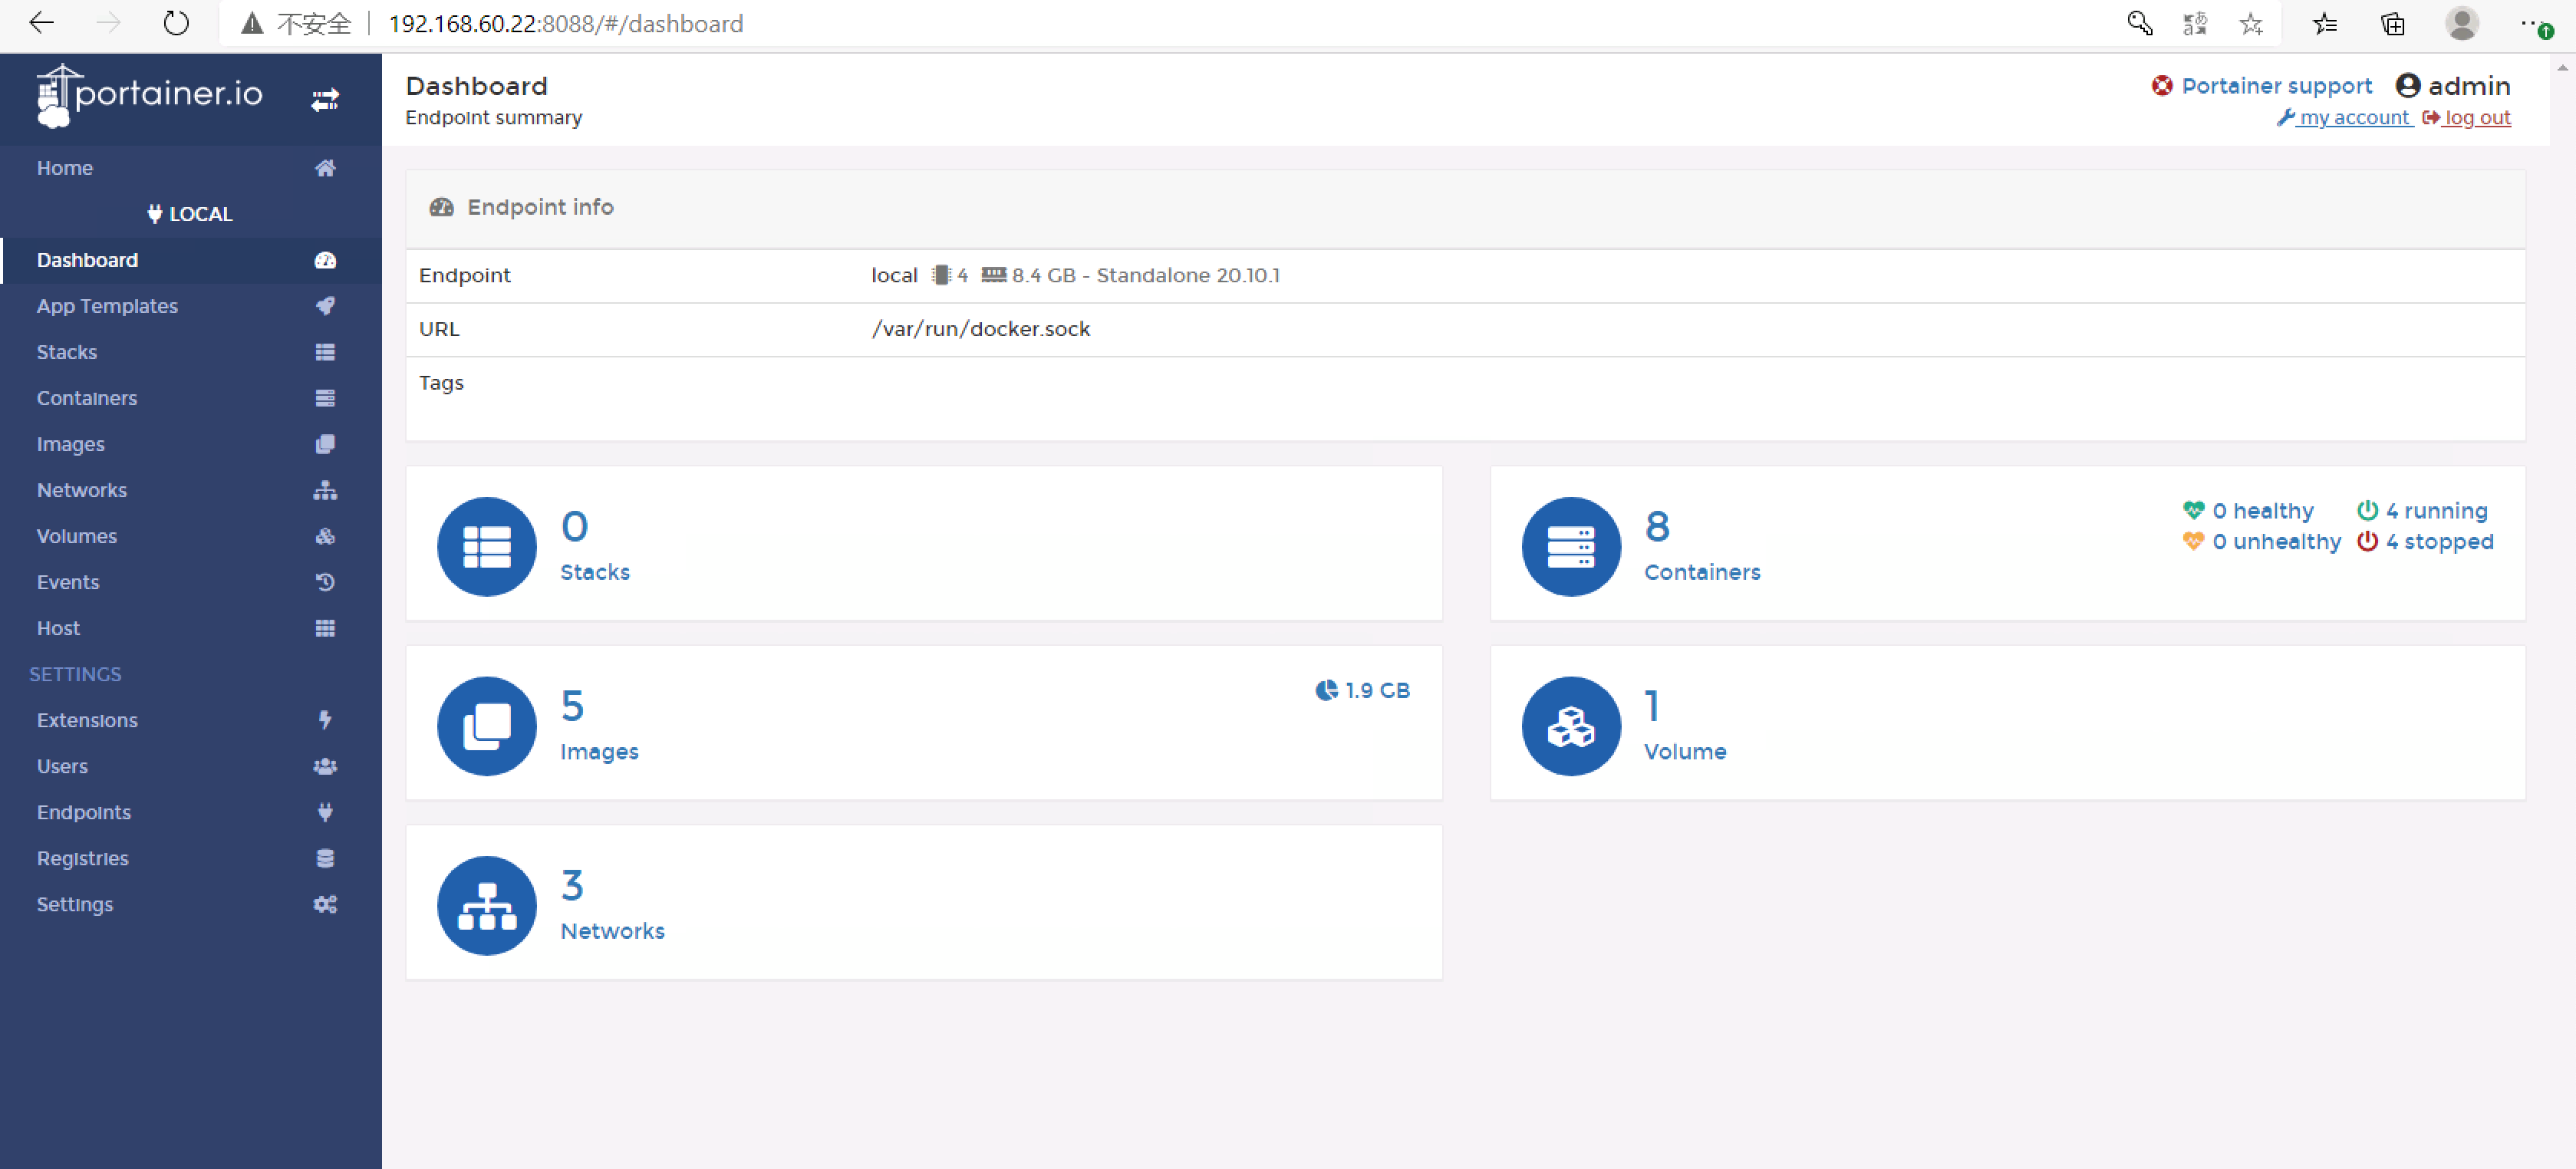 不安全 192.168.60.22:8088/#/dashboard
portainer.io
Home
LOCAL
Dashboard
App Templates
Stacks
Containers
Images
Networks
Volumes
Events
Host
SETTINGS
Extensions
Users
Endpoints
Registries
Settings
Dashboard
Endpoint summary
Portainer support admin
my account log out
Endpoint info
Endpoint local 4 8.4 GB - Standalone 20.10.1
URL /var/run/docker.sock
Tags
0
Stacks
8
Containers
0 healthy 4 running
0 unhealthy 4 stopped
5
Images
1.9 GB
1
Volume
3
Networks